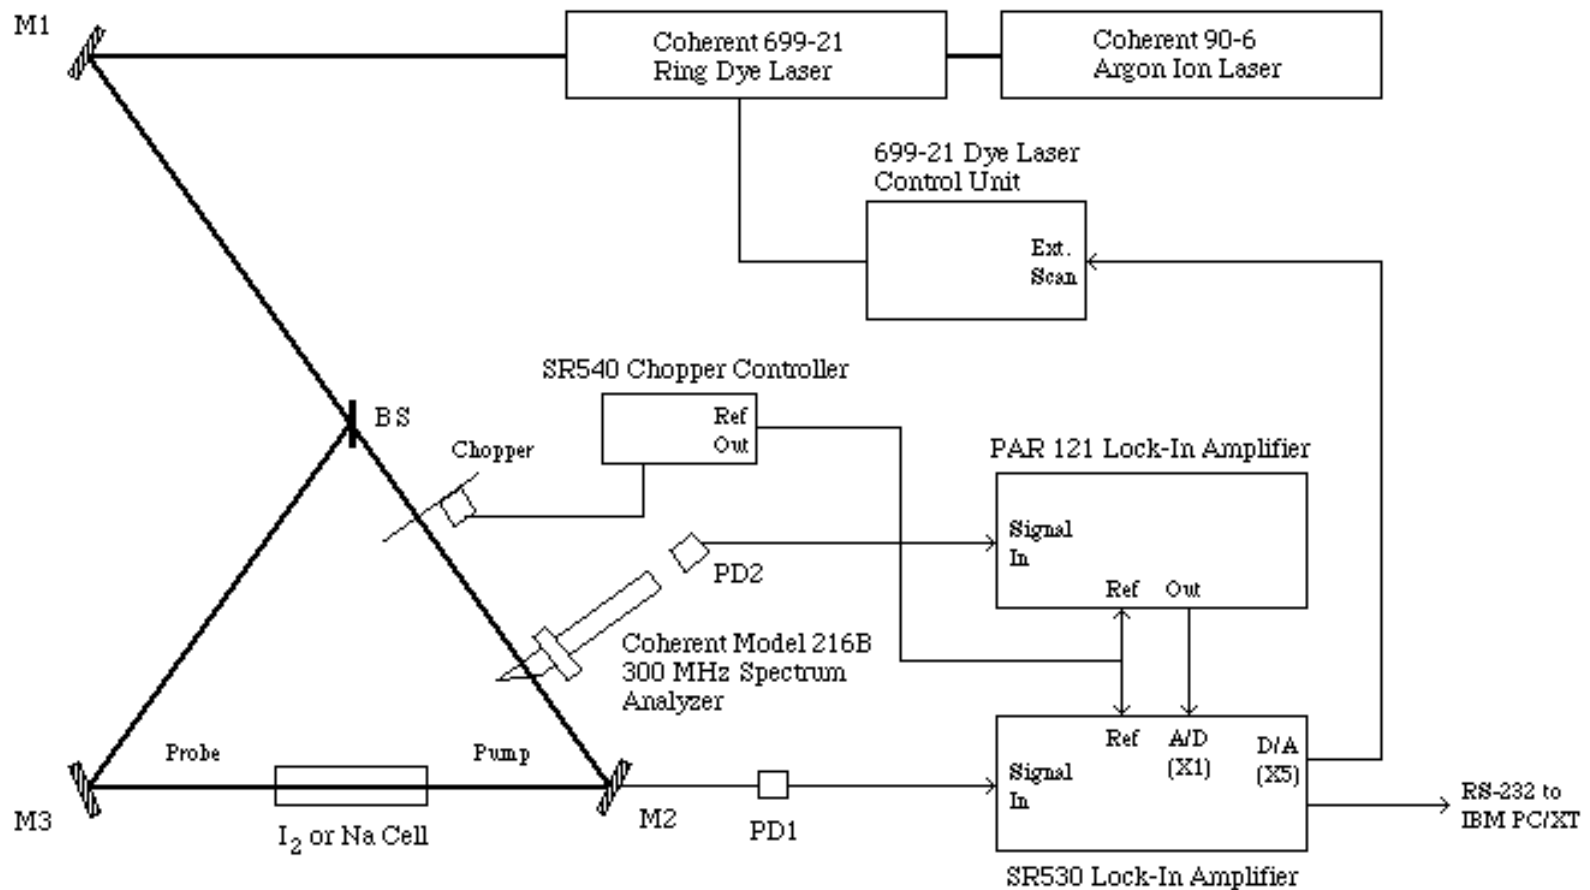 M1
Coherent 699-21
Ring Dye Laser
Coherent 90-6
Argon Ion Laser
699-21 Dye Laser
Control Unit
Ext.
Scan
SR540 Chopper Controller
Ref
Out
BS
Chopper
PAR 121 Lock-In Amplifier
Signal
In
Ref Out
PD2
Coherent Model 216B
300 MHz Spectrum
Analyzer
Probe
Pump
M3
I₂ or Na Cell
M2
PD1
Ref
A/D
(X1)
D/A
(X5)
Signal
In
RS-232 to
IBM PC/XT
SR530 Lock-In Amplifier